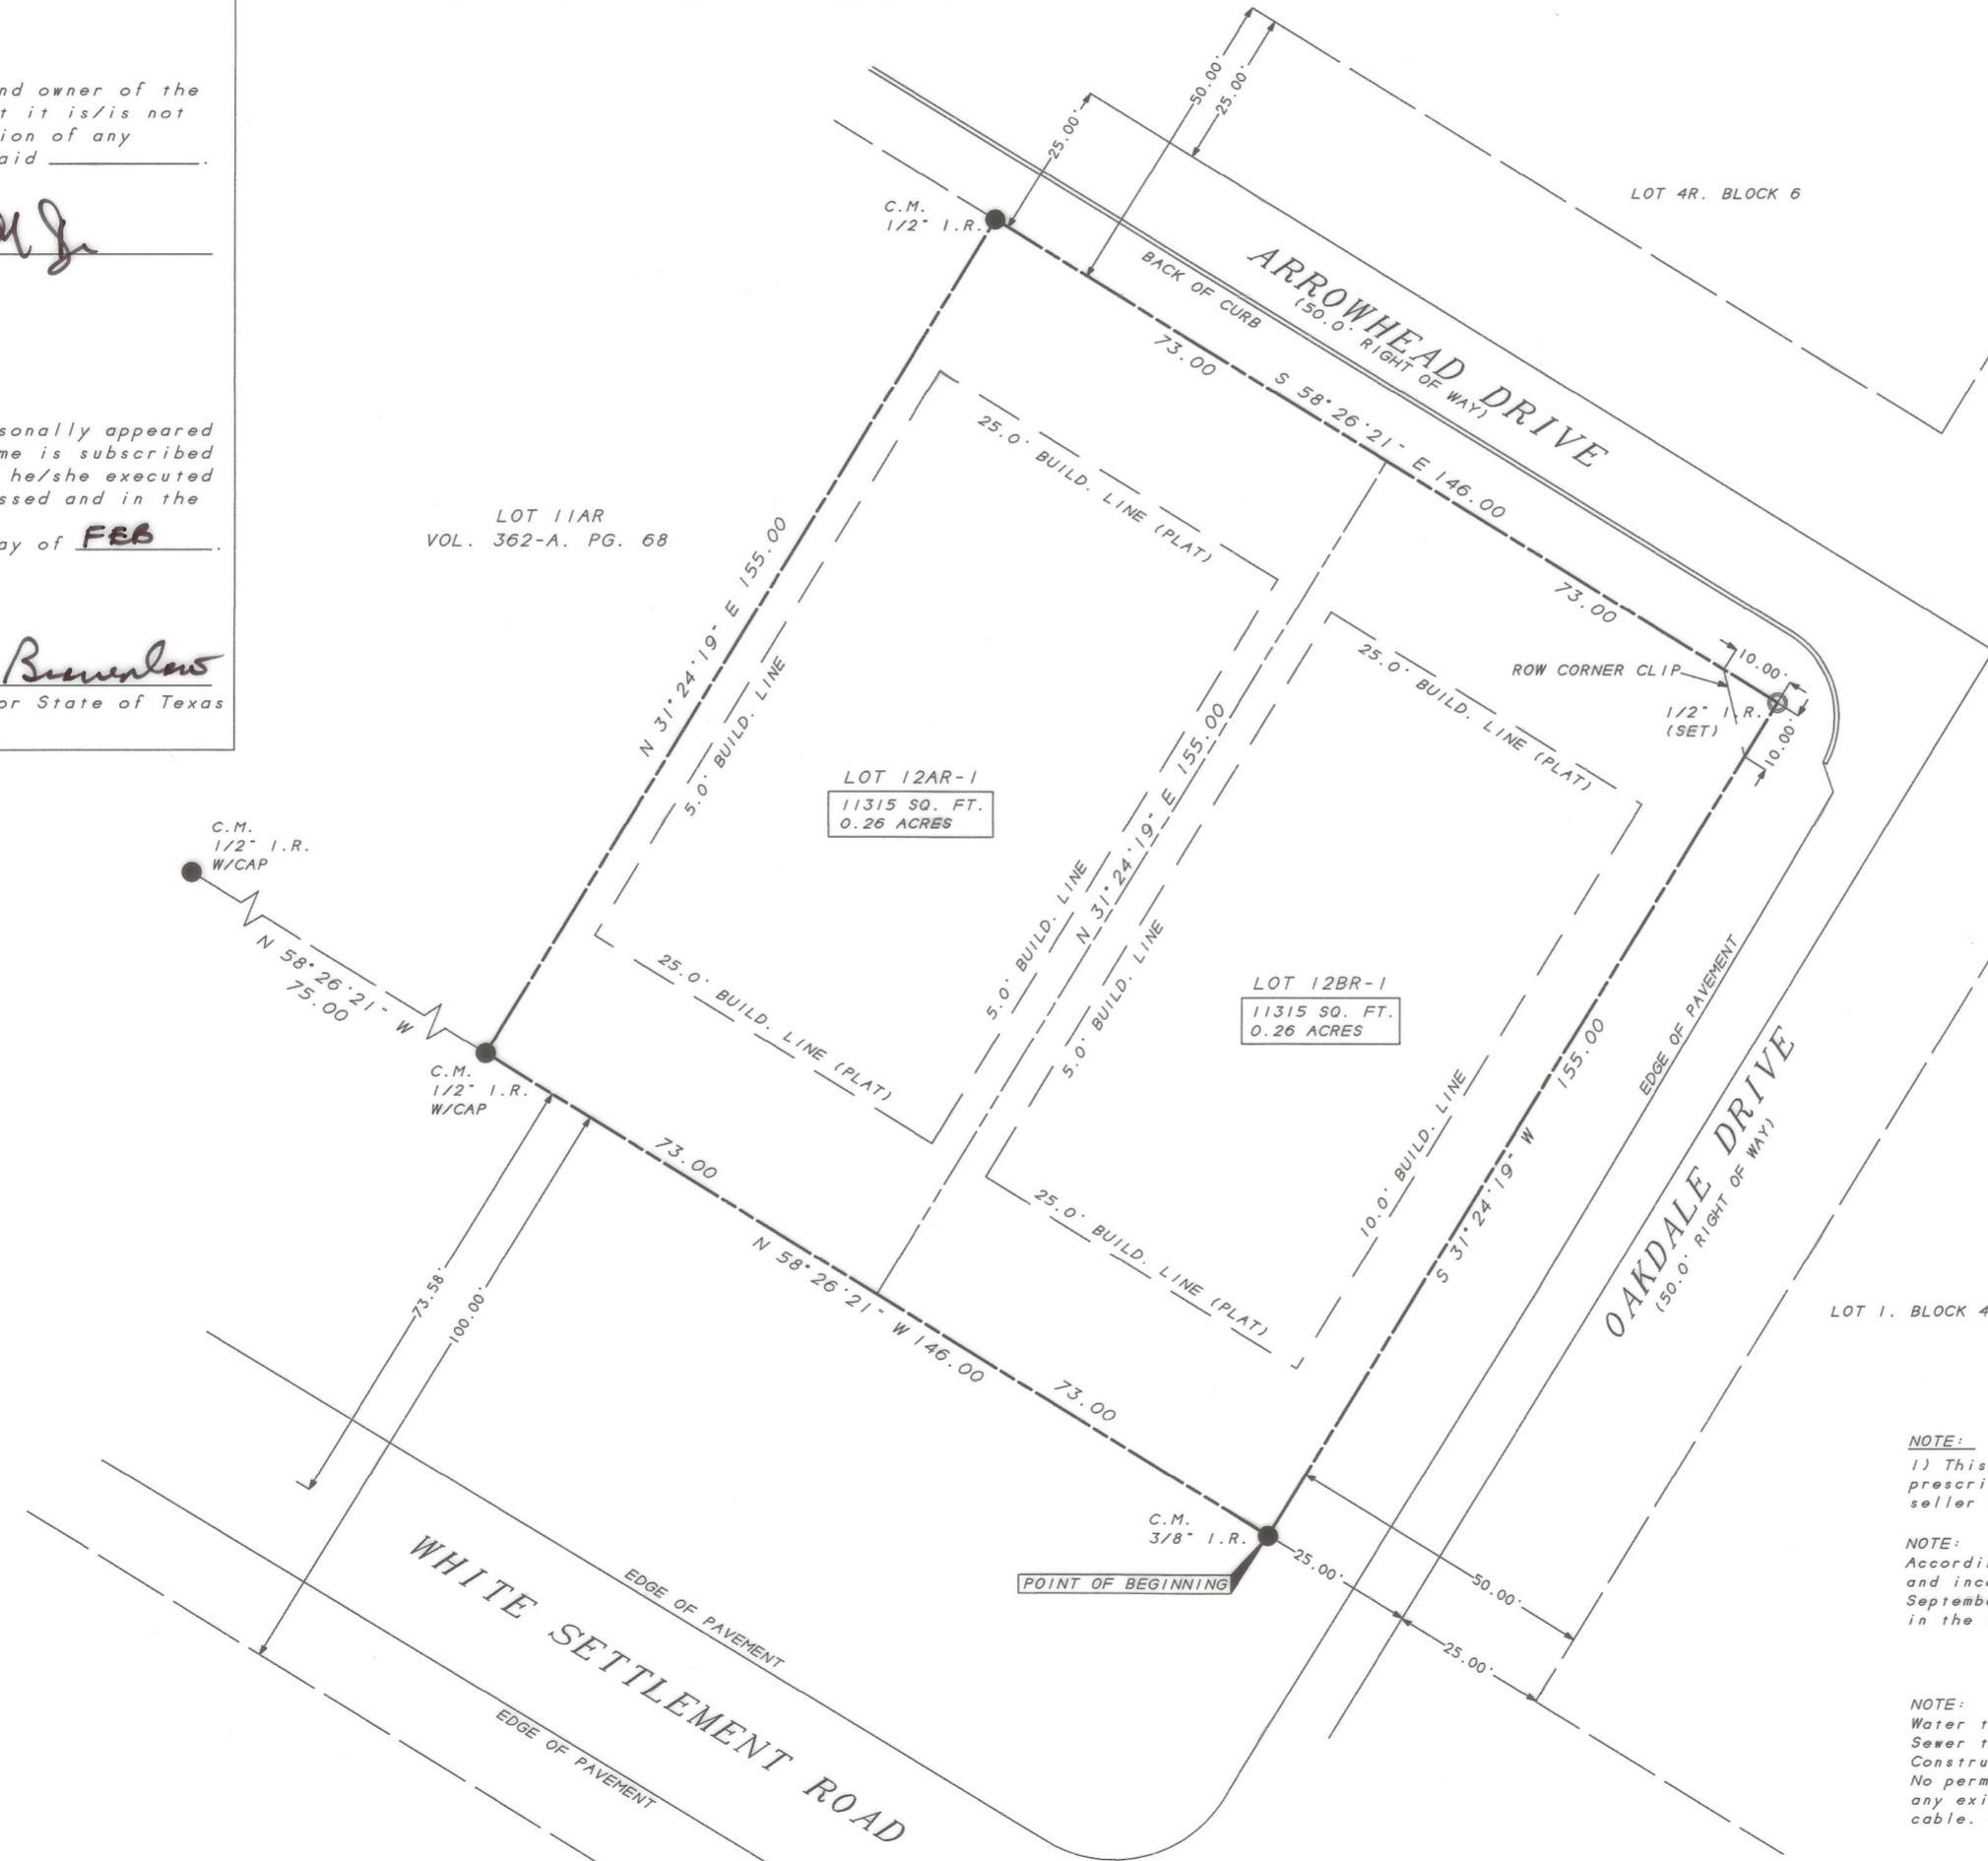 nd owner of the
t it is/is not
ion of any
aid
sonally appeared
me is subscribed
he/she executed
ssed and in the
ay of FEB
or State of Texas
50.00'
25.00'
25.00'
LOT 4R. BLOCK 6
C.M.
1/2" I.R.
ARROWHEAD DRIVE
(50.0' RIGHT OF WAY)
BACK OF CURB
73.00
S 58°26'21" E 146.00
73.00
25.0' BUILD. LINE (PLAT)
25.0' BUILD. LINE (PLAT)
ROW CORNER CLIP
10.00'
1/2" I.R.
(SET)
10.00'
LOT 11AR
VOL. 362-A. PG. 68
N 31°24'19" E 155.00
5.0' BUILD. LINE
LOT 12AR-1
11315 SQ. FT.
0.26 ACRES
C.M.
1/2" I.R.
W/CAP
N 58°26'21" W
75.00
C.M.
1/2" I.R.
W/CAP
25.0' BUILD. LINE (PLAT)
5.0' BUILD. LINE
N 31°24'19" E 155.00
5.0' BUILD. LINE
LOT 12BR-1
11315 SQ. FT.
0.26 ACRES
10.0' BUILD. LINE
S 31°24'19" W
155.00
EDGE OF PAVEMENT
OAKDALE DRIVE
(50.0' RIGHT OF WAY)
LOT 1. BLOCK 4
25.0' BUILD. LINE (PLAT)
73.00
N 58°26'21" W 146.00
73.00
73.58'
100.00'
C.M.
3/8" I.R.
POINT OF BEGINNING
25.00'
50.00'
25.00'
EDGE OF PAVEMENT
WHITE SETTLEMENT ROAD
EDGE OF PAVEMENT
NOTE:
1) This
prescri
seller
NOTE:
Accordi
and inc
Septemb
in the
NOTE:
Water t
Sewer t
Constru
No perm
any exi
cable.